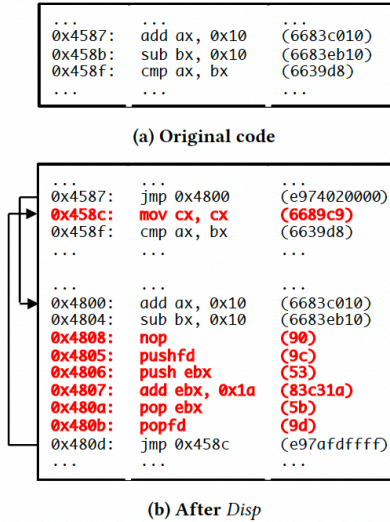 ... ... ...
0x4587: add ax, 0x10 (6683c010)
0x458b: sub bx, 0x10 (6683eb10)
0x458f: cmp ax, bx (6639d8)
... ... ...
(a) Original code
... ... ...
0x4587: jmp 0x4800 (e974020000)
0x458c: mov cx, cx (6689c9)
0x458f: cmp ax, bx (6639d8)
... ... ...
... ... ...
0x4800: add ax, 0x10 (6683c010)
0x4804: sub bx, 0x10 (6683eb10)
0x4808: nop (90)
0x4805: pushfd (9c)
0x4806: push ebx (53)
0x4807: add ebx, 0x1a (83c31a)
0x480a: pop ebx (5b)
0x480b: popfd (9d)
0x480d: jmp 0x458c (e97afdffff)
... ... ...
(b) After Disp